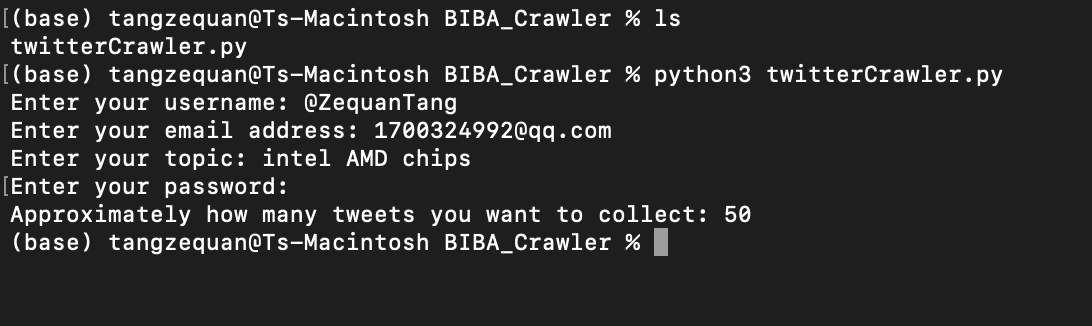 [(base) tangzequan@Ts-Macintosh BIBA_Crawler % ls
twitterCrawler.py
[(base) tangzequan@Ts-Macintosh BIBA_Crawler % python3 twitterCrawler.py
Enter your username: @ZequanTang
Enter your email address: 1700324992@qq.com
Enter your topic: intel AMD chips
[Enter your password:
Approximately how many tweets you want to collect: 50
(base) tangzequan@Ts-Macintosh BIBA_Crawler %